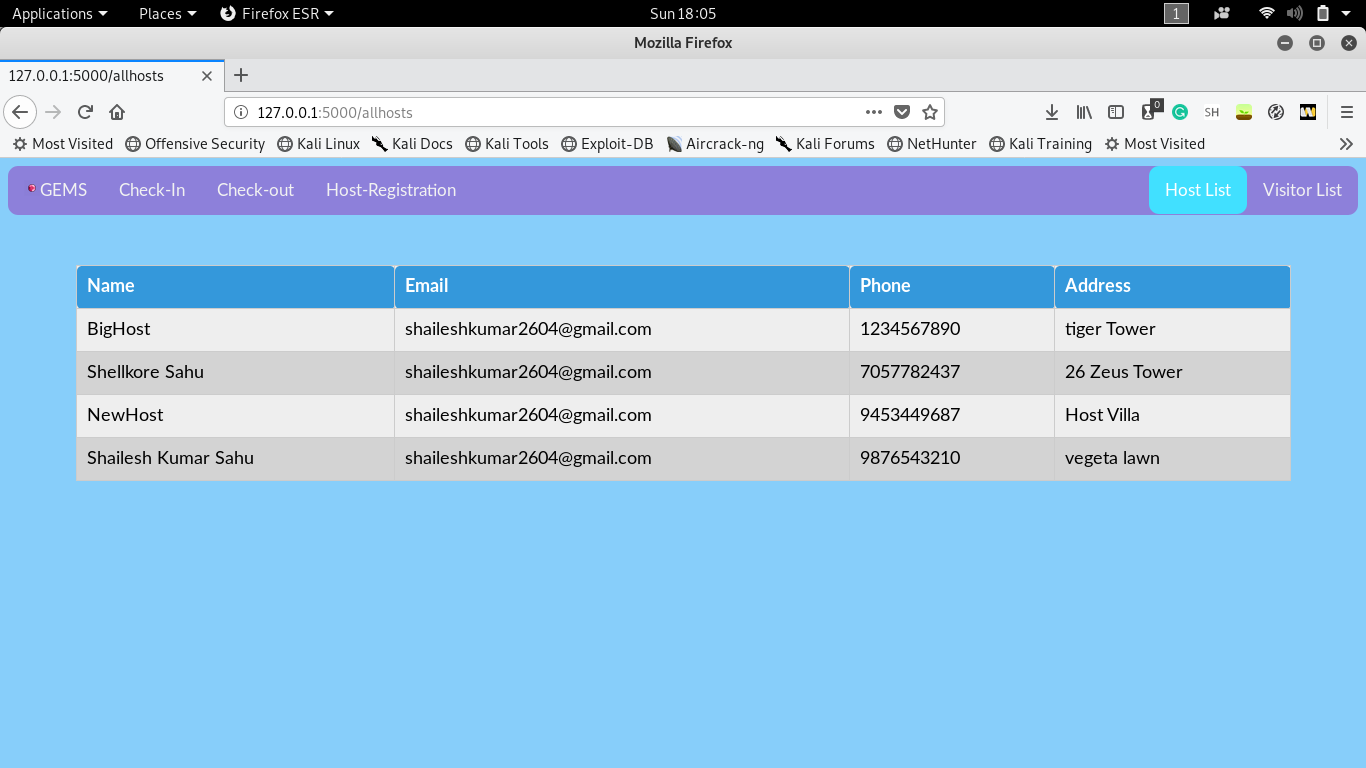 Applications Places Firefox ESR Sun 18:05 1
Mozilla Firefox
127.0.0.1:5000/allhosts
127.0.0.1:5000/allhosts 0 SH
Most Visited Offensive Security Kali Linux Kali Docs Kali Tools Exploit-DB Aircrack-ng Kali Forums NetHunter Kali Training Most Visited
GEMS Check-In Check-out Host-Registration Host List Visitor List
Name Email Phone Address
BigHost shaileshkumar2604@gmail.com 1234567890 tiger Tower
Shellkore Sahu shaileshkumar2604@gmail.com 7057782437 26 Zeus Tower
NewHost shaileshkumar2604@gmail.com 9453449687 Host Villa
Shailesh Kumar Sahu shaileshkumar2604@gmail.com 9876543210 vegeta lawn